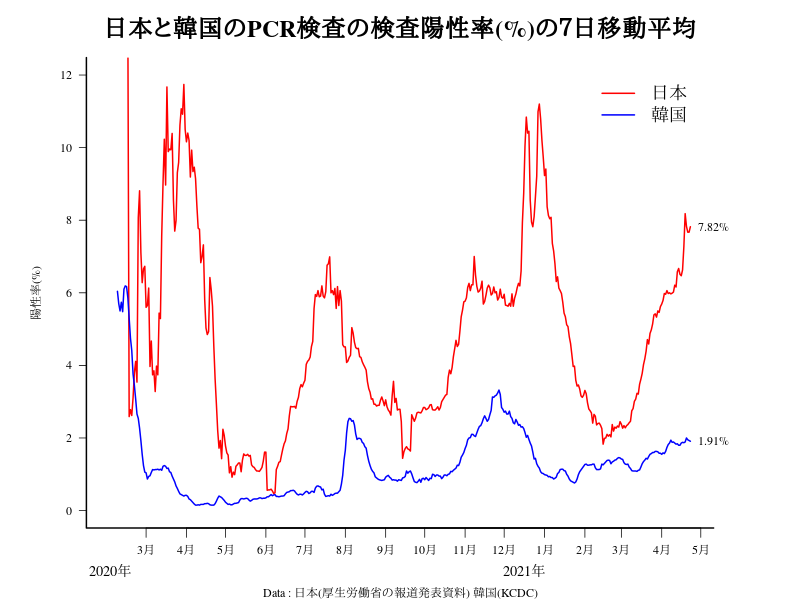 日本と韓国のPCR検査の検査陽性率(%)の7日移動平均
日本
韓国
陽性率(%)
12
10
8
6
4
2
0
7.82%
1.91%
3月 4月 5月 6月 7月 8月 9月 10月 11月 12月 1月 2月 3月 4月 5月
2020年 2021年
Data : 日本(厚生労働省の報道発表資料) 韓国(KCDC)